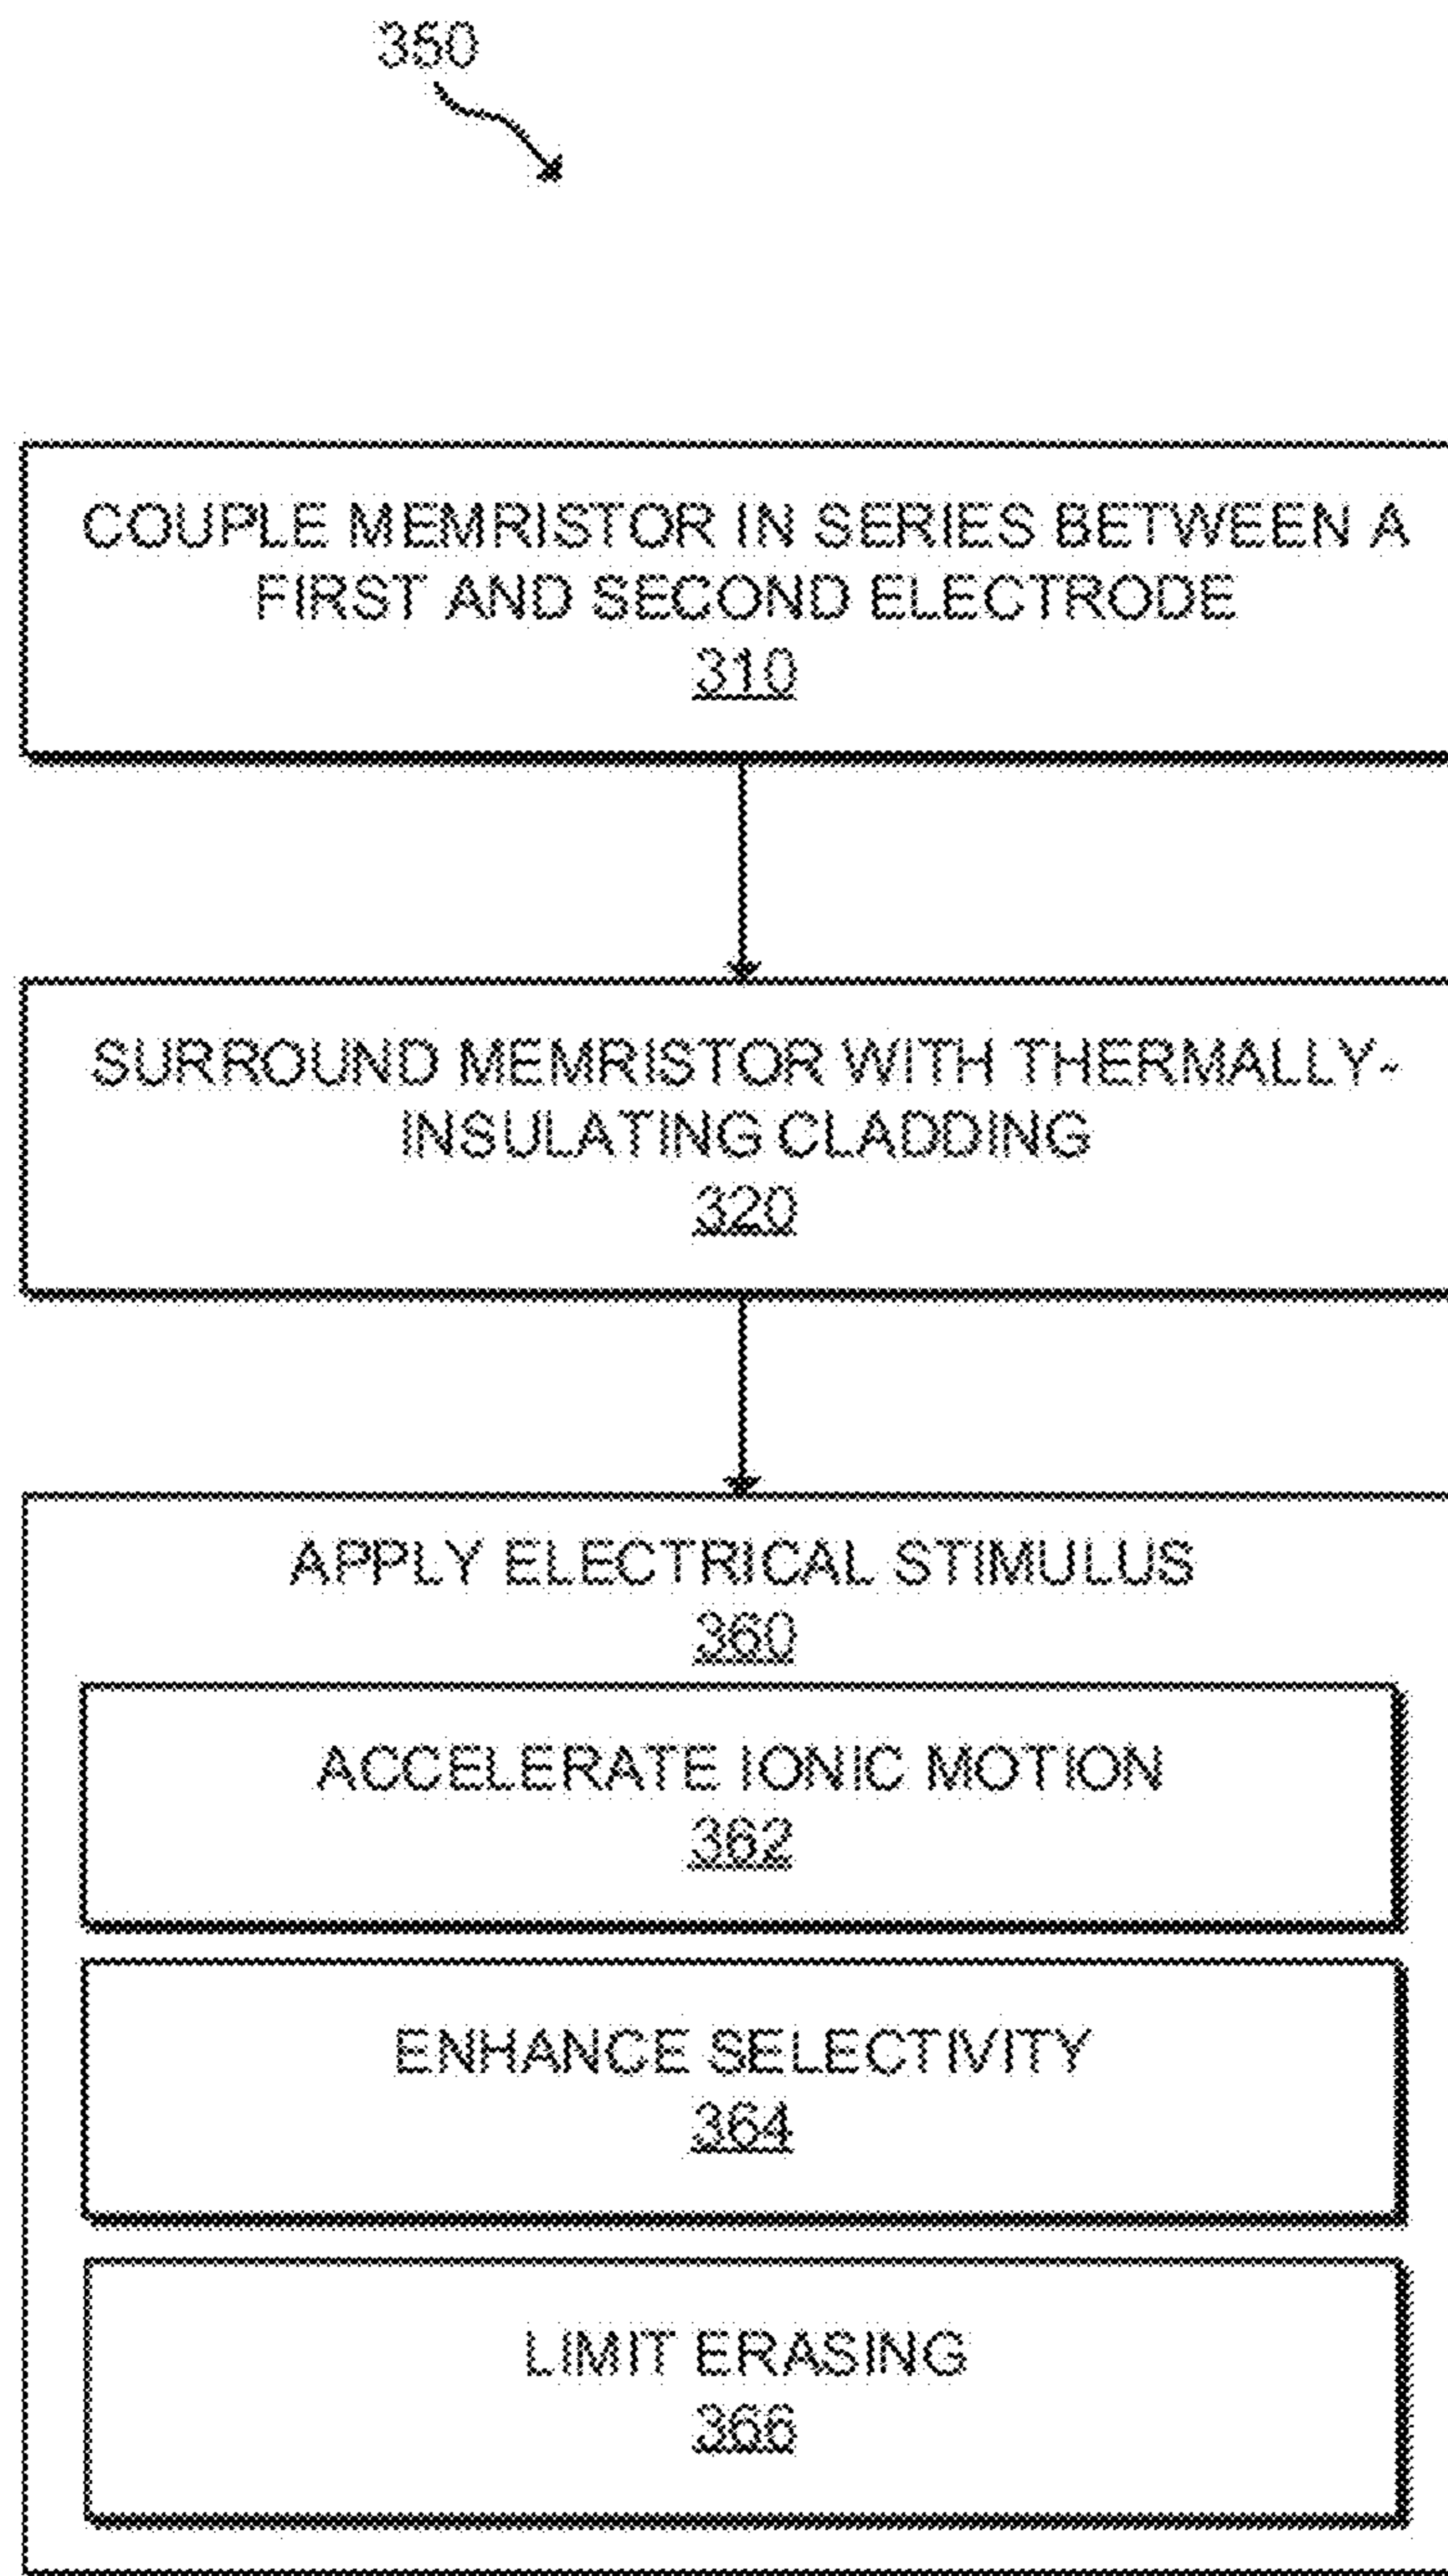 350
COUPLE MEMRISTOR IN SERIES BETWEEN A
FIRST AND SECOND ELECTRODE
310
SURROUND MEMRISTOR WITH THERMALLY-
INSULATING CLADDING
320
APPLY ELECTRICAL STIMULUS
360
ACCELERATE IONIC MOTION
362
ENHANCE SELECTIVITY
364
LIMIT ERASING
366